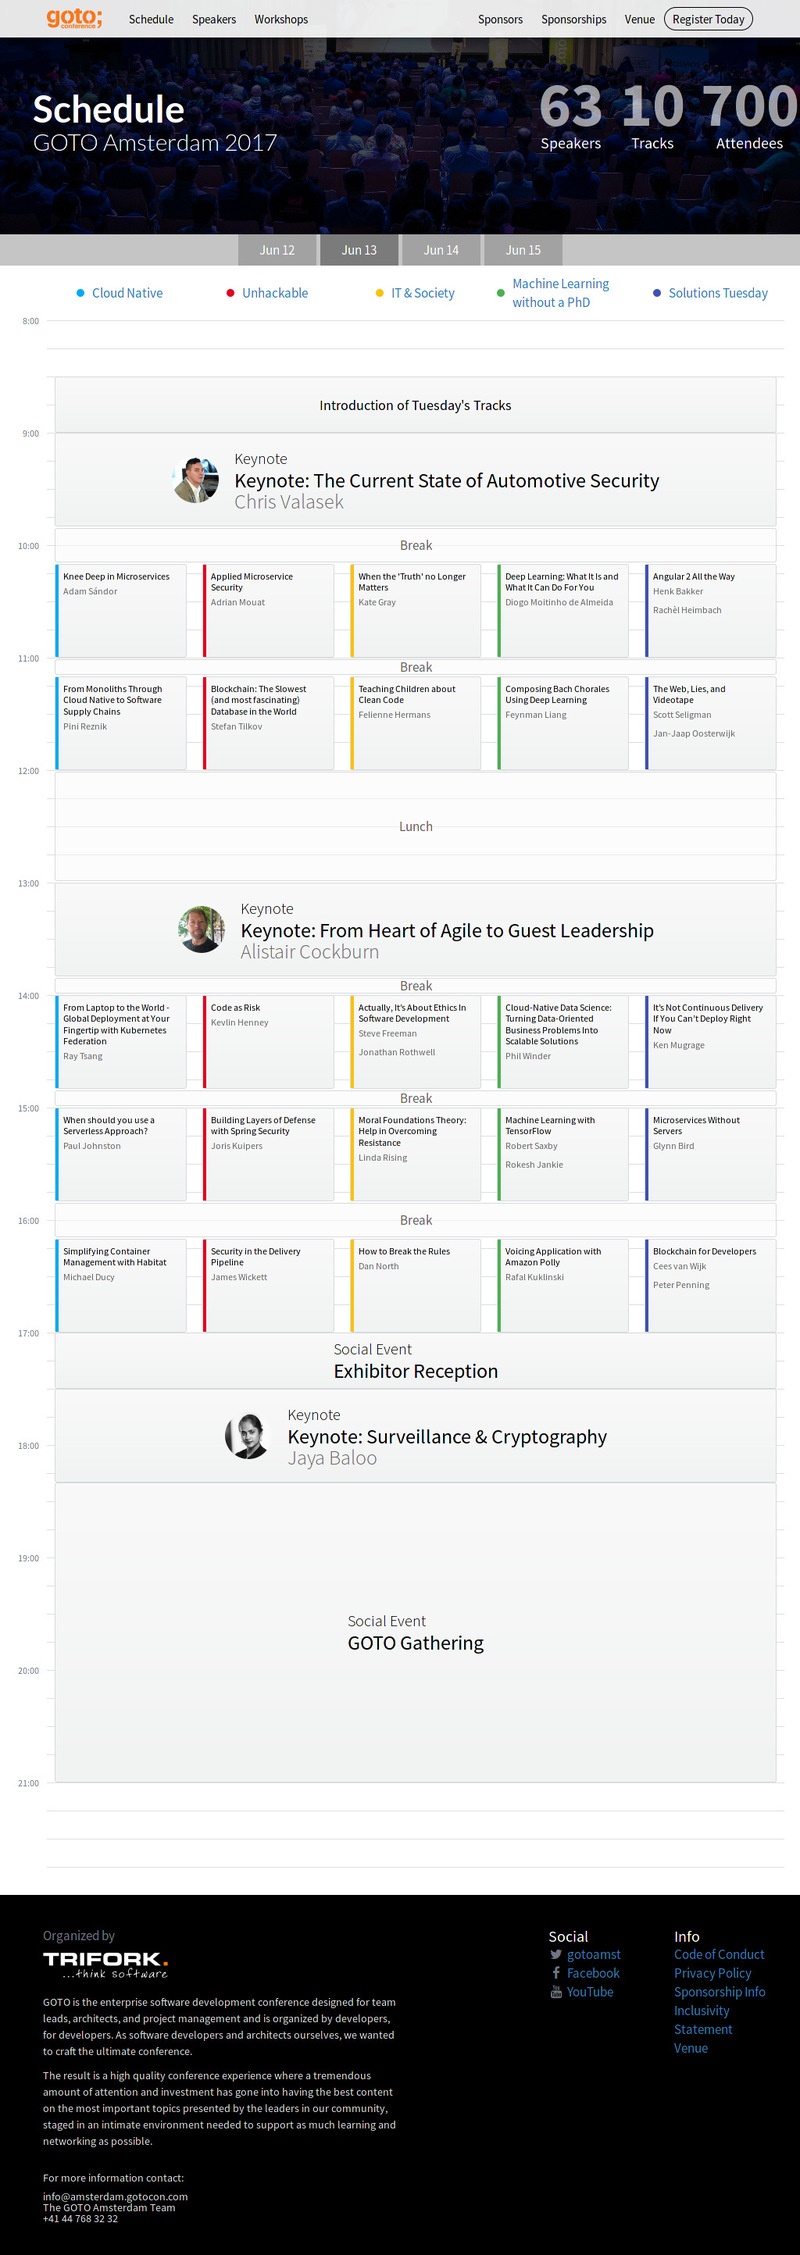 goto;
conference
Schedule
Speakers
Workshops
Sponsors
Sponsorships
Venue
Register Today
Schedule
GOTO Amsterdam 2017
63 10 700
Speakers
Tracks
Attendees
Jun 12
Jun 13
Jun 14
Jun 15
Cloud Native
Unhackable
IT & Society
Machine Learning
without a PhD
Solutions Tuesday
8:00
Introduction of Tuesday's Tracks
9:00
Keynote
Keynote: The Current State of Automotive Security
Chris Valasek
10:00
Break
Knee Deep in Microservices
Adam Sándor
Applied Microservice
Security
Adrian Mouat
When the 'Truth' no Longer
Matters
Kate Gray
Deep Learning: What It Is and
What It Can Do For You
Diogo Moitinho de Almeida
Angular 2 All the Way
Henk Bakker
Rachèl Heimbach
11:00
Break
From Monoliths Through
Cloud Native to Software
Supply Chains
Pini Reznik
Blockchain: The Slowest
(and most fascinating)
Database in the World
Stefan Tilkov
Teaching Children about
Clean Code
Felienne Hermans
Composing Bach Chorales
Using Deep Learning
Feynman Liang
The Web, Lies, and
Videotape
Scott Seligman
Jan-Jaap Oosterwijk
12:00
Lunch
13:00
Keynote
Keynote: From Heart of Agile to Guest Leadership
Alistair Cockburn
Break
14:00
From Laptop to the World -
Global Deployment at Your
Fingertip with Kubernetes
Federation
Ray Tsang
Code as Risk
Kevlin Henney
Actually, It's About Ethics In
Software Development
Steve Freeman
Jonathan Rothwell
Cloud-Native Data Science:
Turning Data-Oriented
Business Problems Into
Scalable Solutions
Phil Winder
It's Not Continuous Delivery
If You Can't Deploy Right
Now
Ken Mugrage
Break
15:00
When should you use a
Serverless Approach?
Paul Johnston
Building Layers of Defense
with Spring Security
Joris Kuipers
Moral Foundations Theory:
Help in Overcoming
Resistance
Linda Rising
Machine Learning with
TensorFlow
Robert Saxby
Rokesh Jankie
Microservices Without
Servers
Glynn Bird
16:00
Break
Simplifying Container
Management with Habitat
Michael Ducy
Security in the Delivery
Pipeline
James Wickett
How to Break the Rules
Dan North
Voicing Application with
Amazon Polly
Rafal Kuklinski
Blockchain for Developers
Cees van Wijk
Peter Penning
17:00
Social Event
Exhibitor Reception
Keynote
Keynote: Surveillance & Cryptography
Jaya Baloo
18:00
19:00
Social Event
GOTO Gathering
20:00
21:00
Organized by
TRIFORK.
...think software
GOTO is the enterprise software development conference designed for team
leads, architects, and project management and is organized by developers,
for developers. As software developers and architects ourselves, we wanted
to craft the ultimate conference.
The result is a high quality conference experience where a tremendous
amount of attention and investment has gone into having the best content
on the most important topics presented by the leaders in our community,
staged in an intimate environment needed to support as much learning and
networking as possible.
For more information contact:
info@amsterdam.gotocon.com
The GOTO Amsterdam Team
+41 44 768 32 32
Social
gotoamst
Facebook
YouTube
Info
Code of Conduct
Privacy Policy
Sponsorship Info
Inclusivity
Statement
Venue